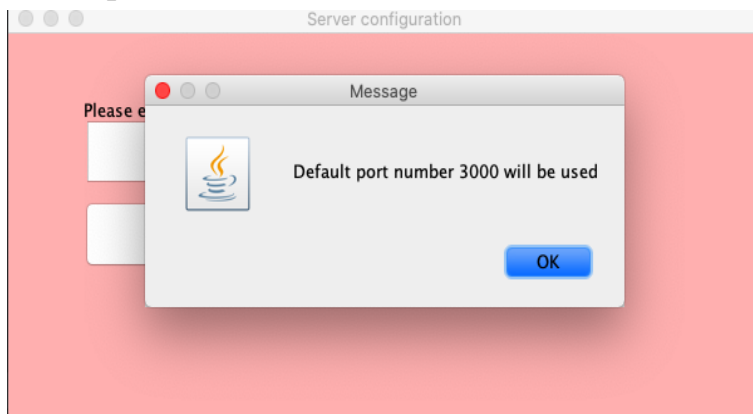 Server configuration
Message
Please e
Default port number 3000 will be used
OK